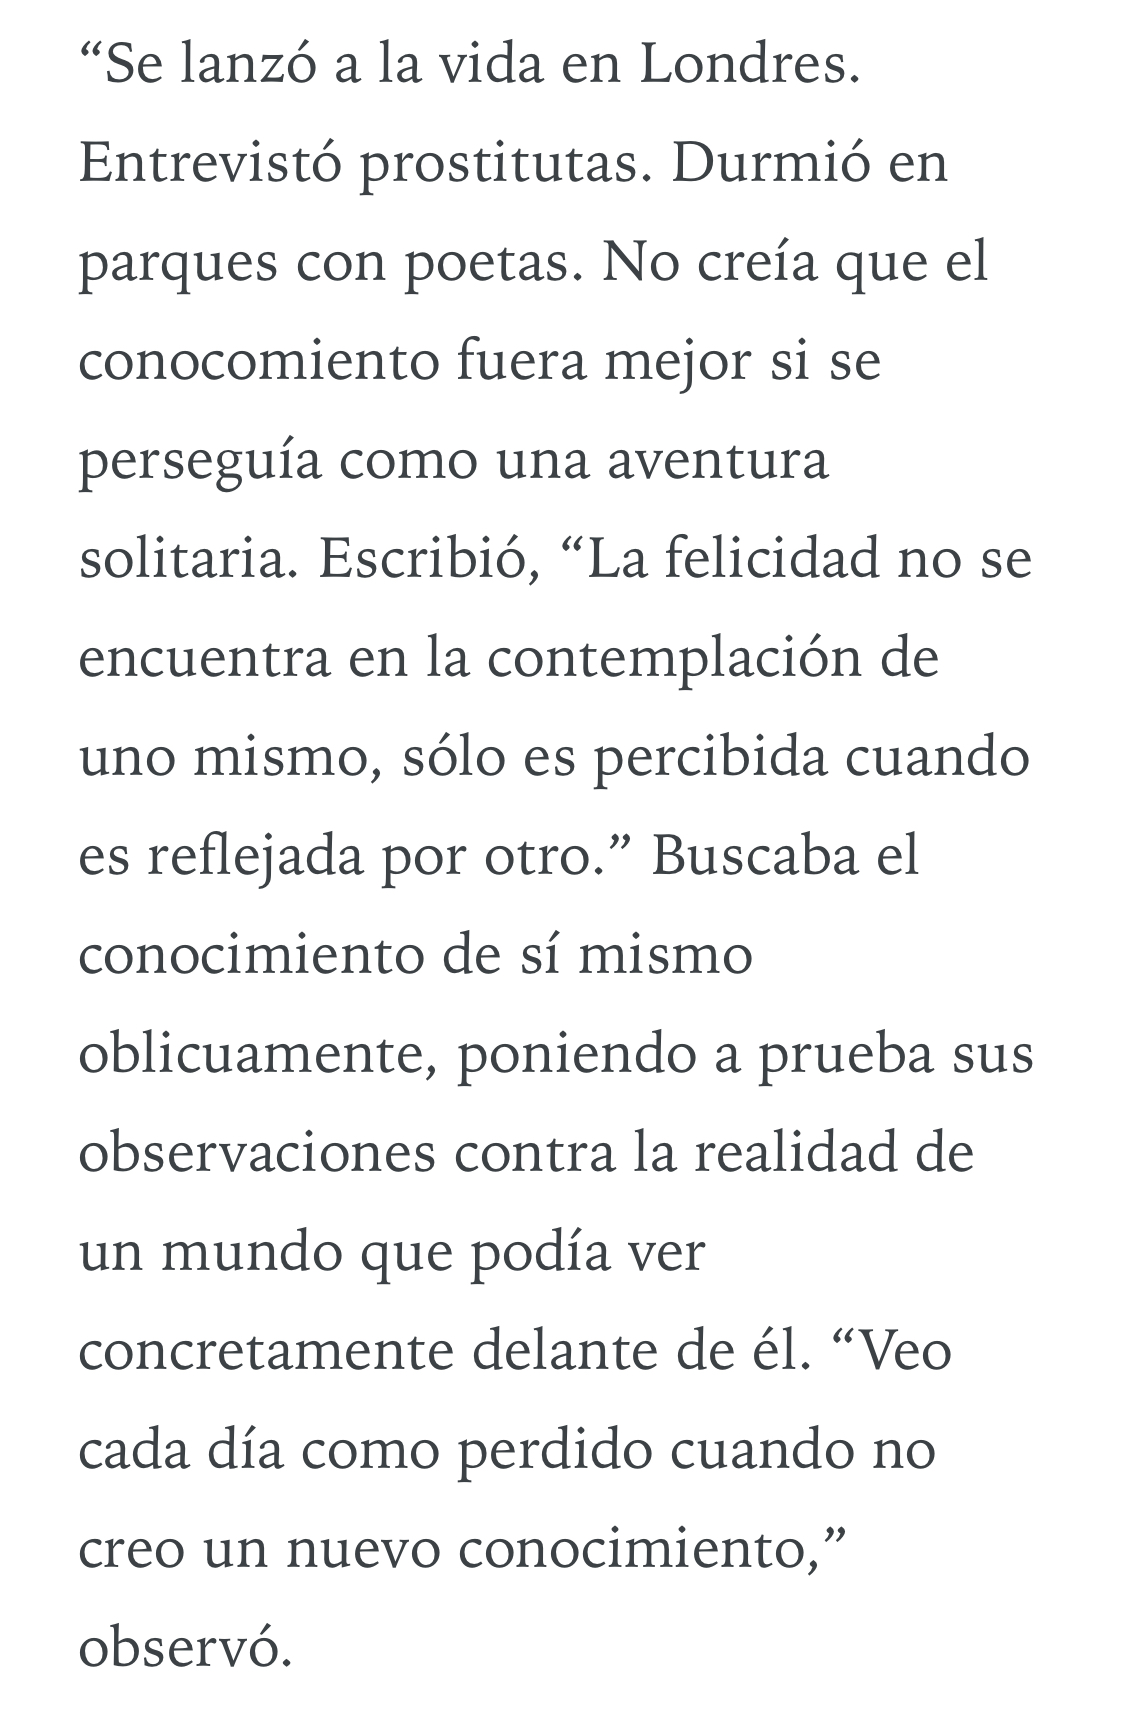 “Se lanzó a la vida en Londres.
Entrevistó prostitutas. Durmió en
parques con poetas. No creía que el
conocomiento fuera mejor si se
perseguía como una aventura
solitaria. Escribió, “La felicidad no se
encuentra en la contemplación de
uno mismo, sólo es percibida cuando
es reflejada por otro.” Buscaba el
conocimiento de sí mismo
oblicuamente, poniendo a prueba sus
observaciones contra la realidad de
un mundo que podía ver
concretamente delante de él. “Veo
cada día como perdido cuando no
creo un nuevo conocimiento,”
observó.